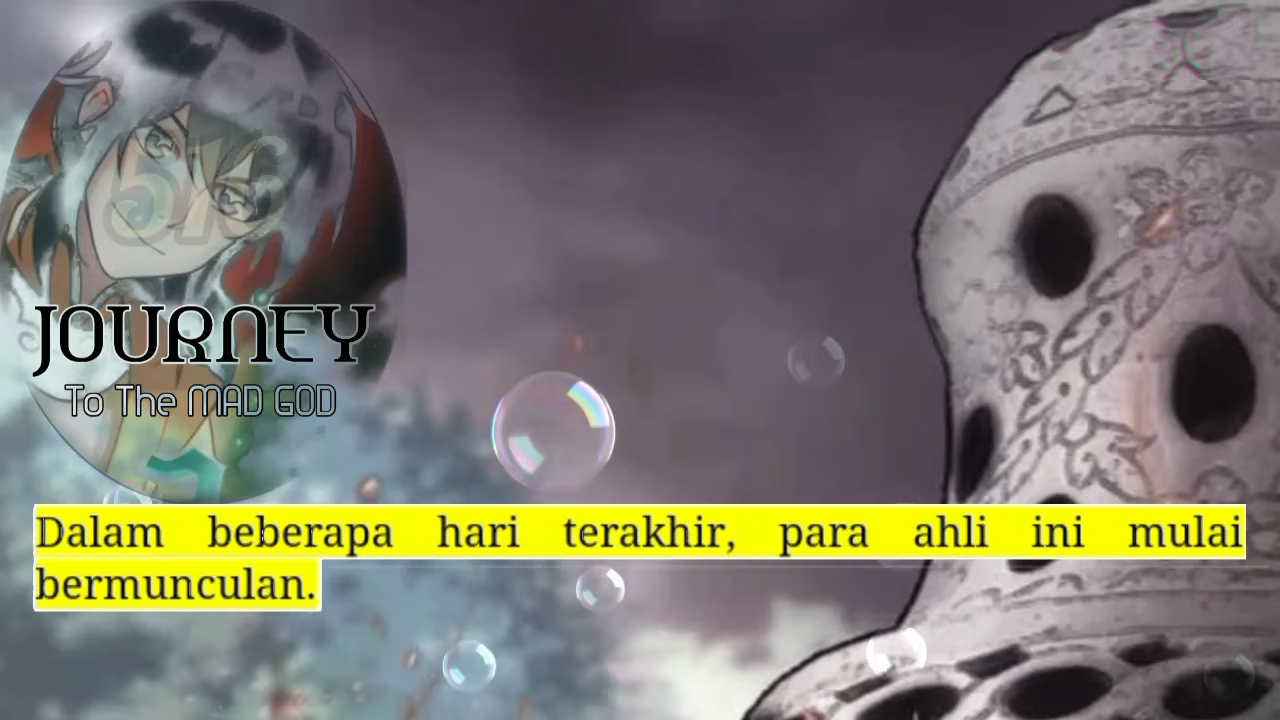 JOURNEY
To The MAD GOD
Dalam beberapa hari terakhir, para ahli ini mulai
bermunculan.